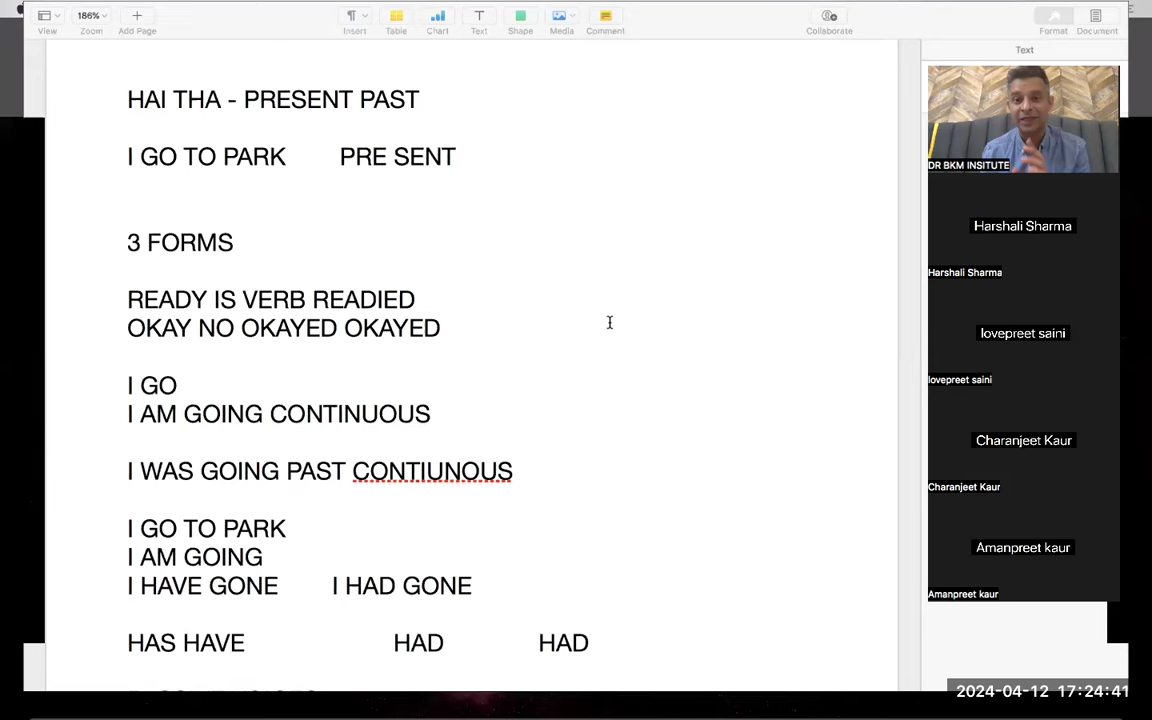 186%
View
Zoom
Add Page
Insert
Table
Chart
Text
Shape
Media
Comment
Collaborate
Format
Document
Text
HAI THA - PRESENT PAST
I GO TO PARK PRE SENT
3 FORMS
READY IS VERB READIED
OKAY NO OKAYED OKAYED
I GO
I AM GOING CONTINUOUS
I WAS GOING PAST CONTIUNOUS
I GO TO PARK
I AM GOING
I HAVE GONE I HAD GONE
HAS HAVE HAD HAD
DR BKM INSITUTE
Harshali Sharma
Harshali Sharma
lovepreet saini
lovepreet saini
Charanjeet Kaur
Charanjeet Kaur
Amanpreet kaur
Amanpreet kaur
2024-04-12 17:24:41